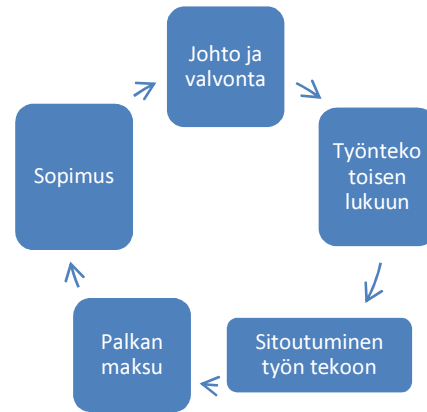 Johto ja
valvonta
Työnteko
toisen
lukuun
Sitoutuminen
työn tekoon
Palkan
maksu
Sopimus